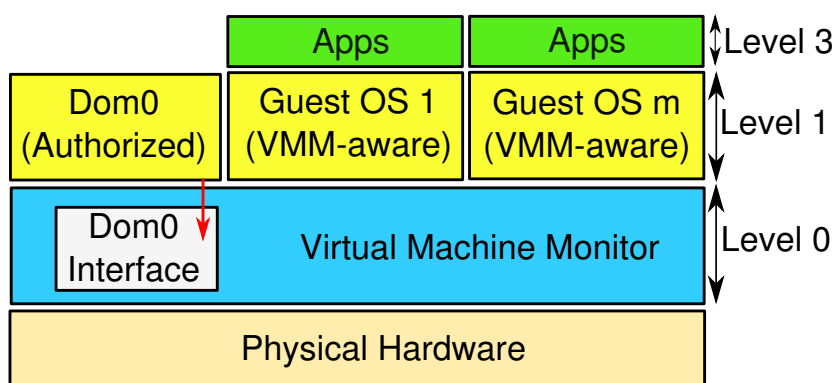 Apps
Apps
Level 3
Dom0
(Authorized)
Guest OS 1
(VMM-aware)
Guest OS m
(VMM-aware)
Level 1
Dom0
Interface
Virtual Machine Monitor
Level 0
Physical Hardware